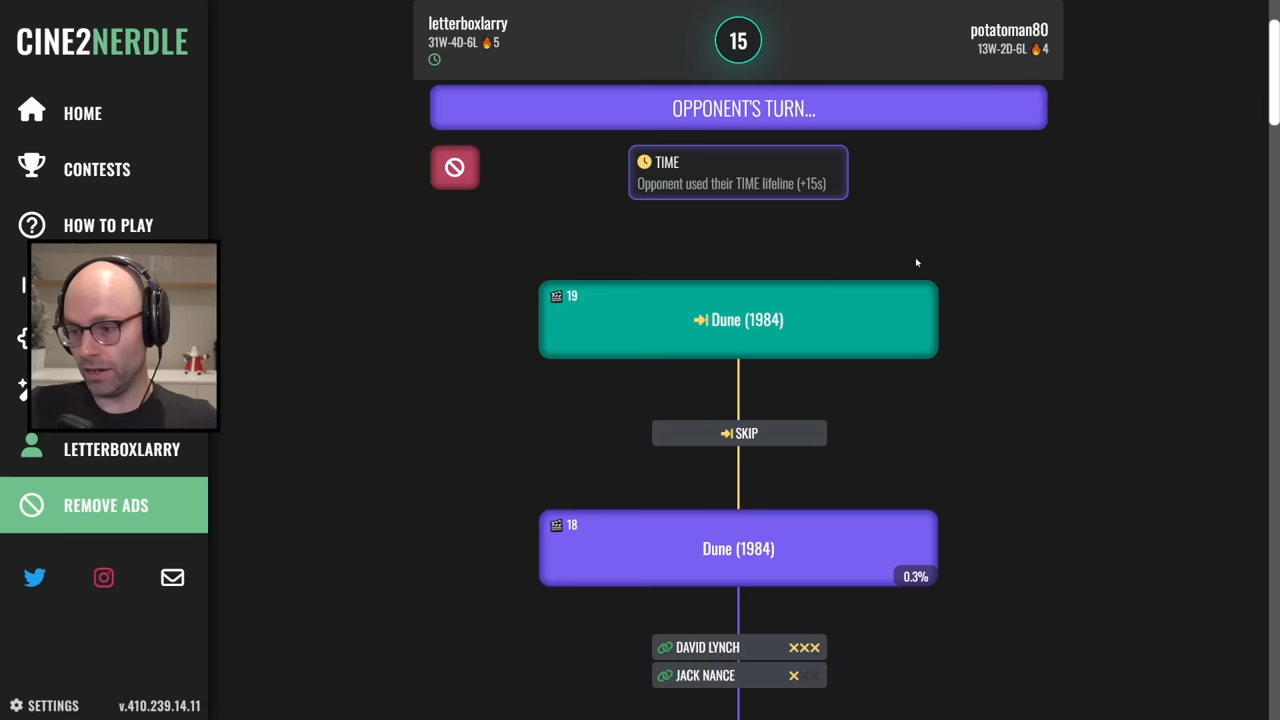 CINE2NERDLE
HOME
CONTESTS
HOW TO PLAY
LETTERBOXLARRY
REMOVE ADS
SETTINGS
v.410.239.14.11
letterboxlarry
31W-4D-6L 🔥5
15
potatoman80
13W-2D-6L 🔥4
OPPONENT'S TURN...
TIME
Opponent used their TIME lifeline (+15s)
19
Dune (1984)
SKIP
18
Dune (1984)
0.3%
DAVID LYNCH
JACK NANCE